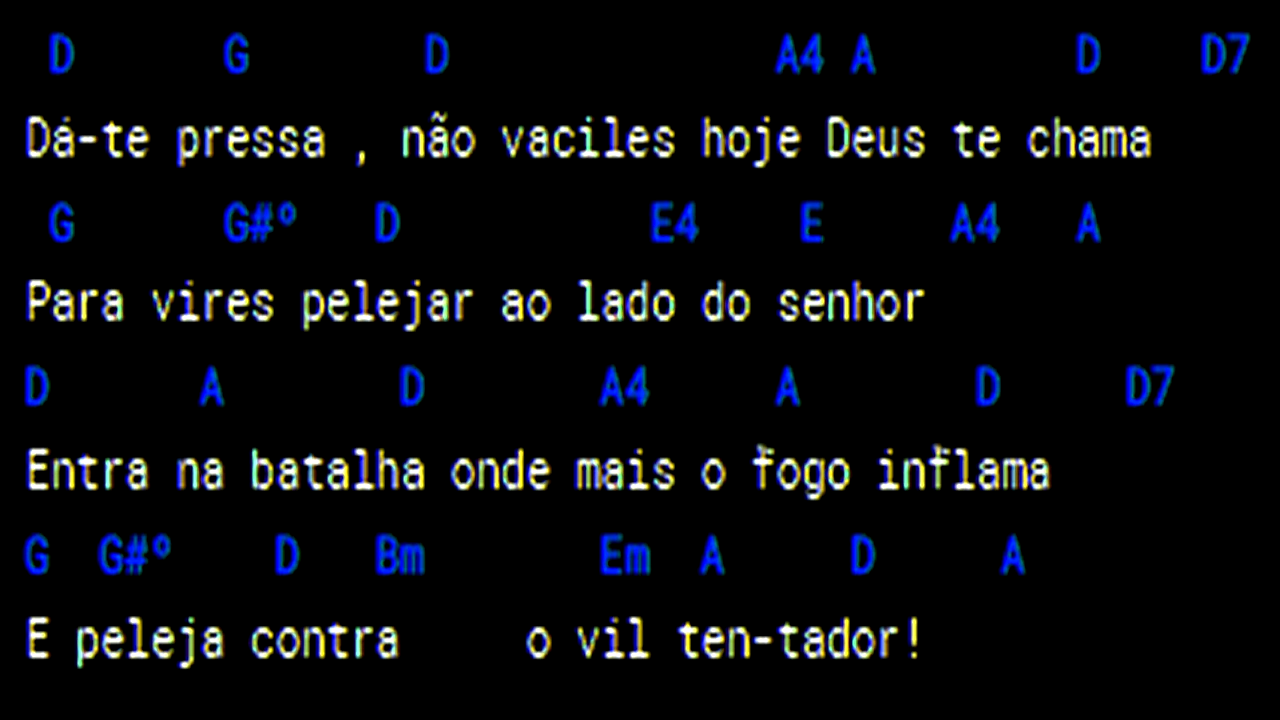 D G D A4 A D D7
Dá-te pressa , não vaciles hoje Deus te chama
G G#º D E4 E A4 A
Para vires pelejar ao lado do senhor
D A D A4 A D D7
Entra na batalha onde mais o fogo inflama
G G#º D Bm Em A D A
E peleja contra o vil ten-tador!